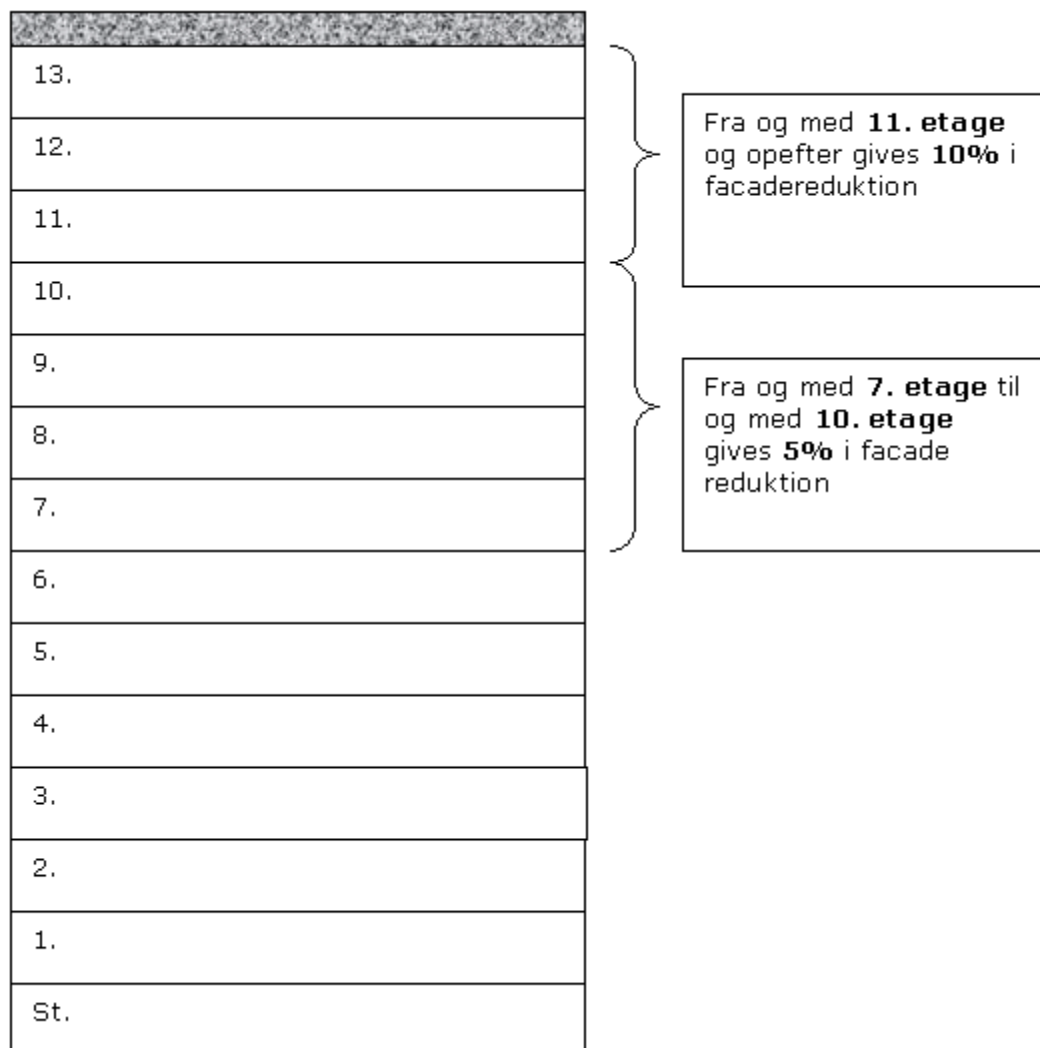 13.
12.
11.
10.
9.
8.
7.
6.
5.
4.
3.
2.
1.
St.
Fra og med 11. etage
og opefter gives 10% i
facadereduktion
Fra og med 7. etage til
og med 10. etage
gives 5% i facade
reduktion